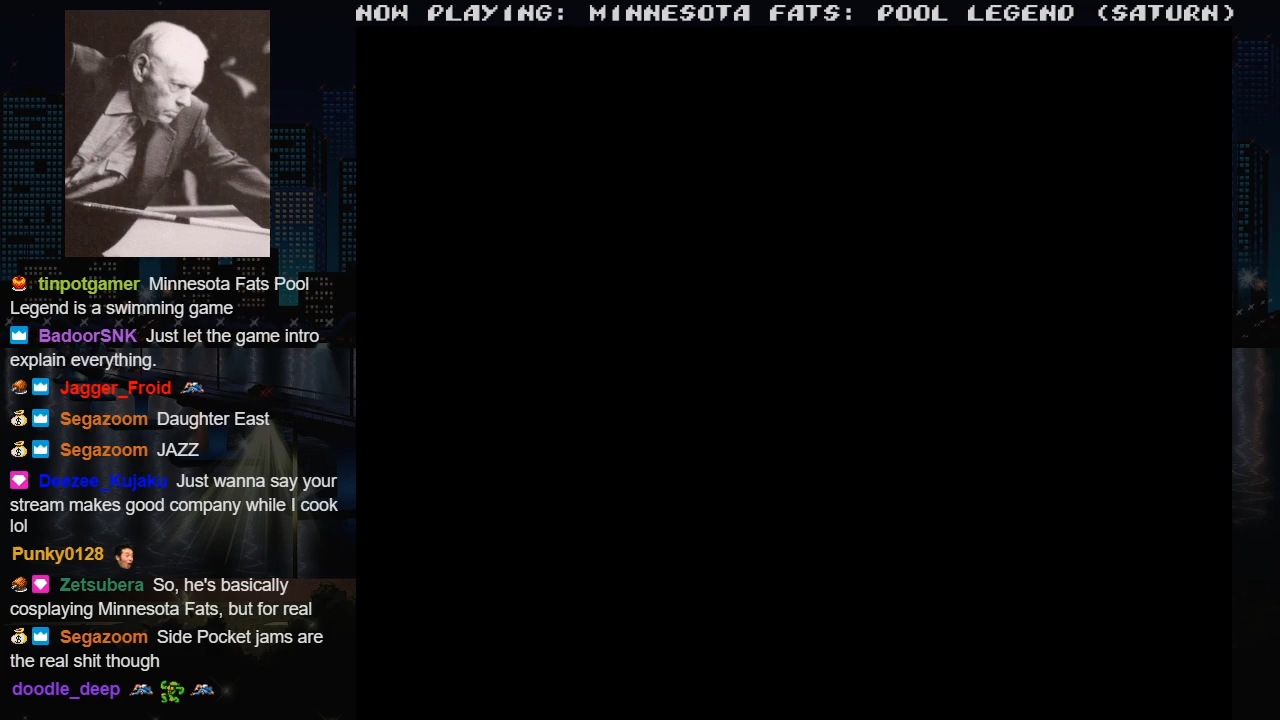 NOW PLAYING: MINNESOTA FATS: POOL LEGEND (SATURN)
tinpotgamer Minnesota Fats Pool
Legend is a swimming game
BadoorSNK Just let the game intro
explain everything.
Jagger_Froid
Segazoom Daughter East
Segazoom JAZZ
Deezee_Kujaku Just wanna say your
stream makes good company while I cook
lol
Punky0128
Zetsubera So, he's basically
cosplaying Minnesota Fats, but for real
Segazoom Side Pocket jams are
the real shit though
doodle_deep